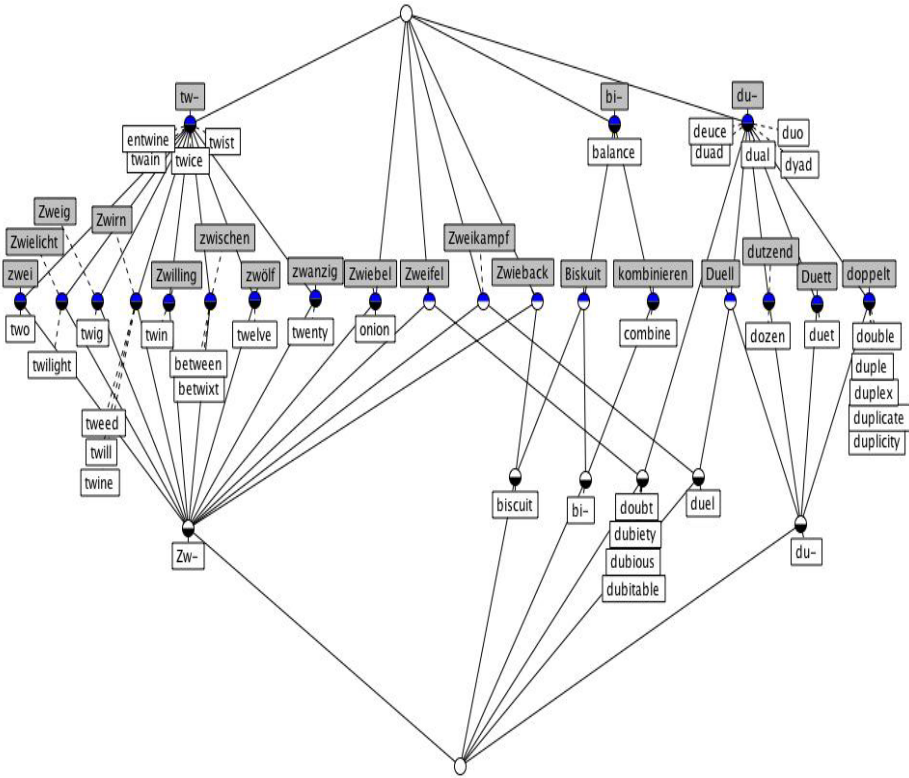 tw-
bi-
du-
entwine
twist
twain
twice
balance
deuce
duo
duad
dual
dyad
Zweig
Zwielicht
Zwirn
zwischen
Zweikampf
dutzend
zwei
Zwilling
zwölf
zwanzig
Zwiebel
Zweifel
Zwieback
Biskuit
kombinieren
Duell
Duett
doppelt
two
twig
twin
twelve
twenty
onion
combine
dozen
duet
double
twilight
between
betwixt
duple
duplex
duplicate
duplicity
tweed
twill
twine
biscuit
bi-
doubt
duel
dubiety
dubious
dubitable
Zw-
du-